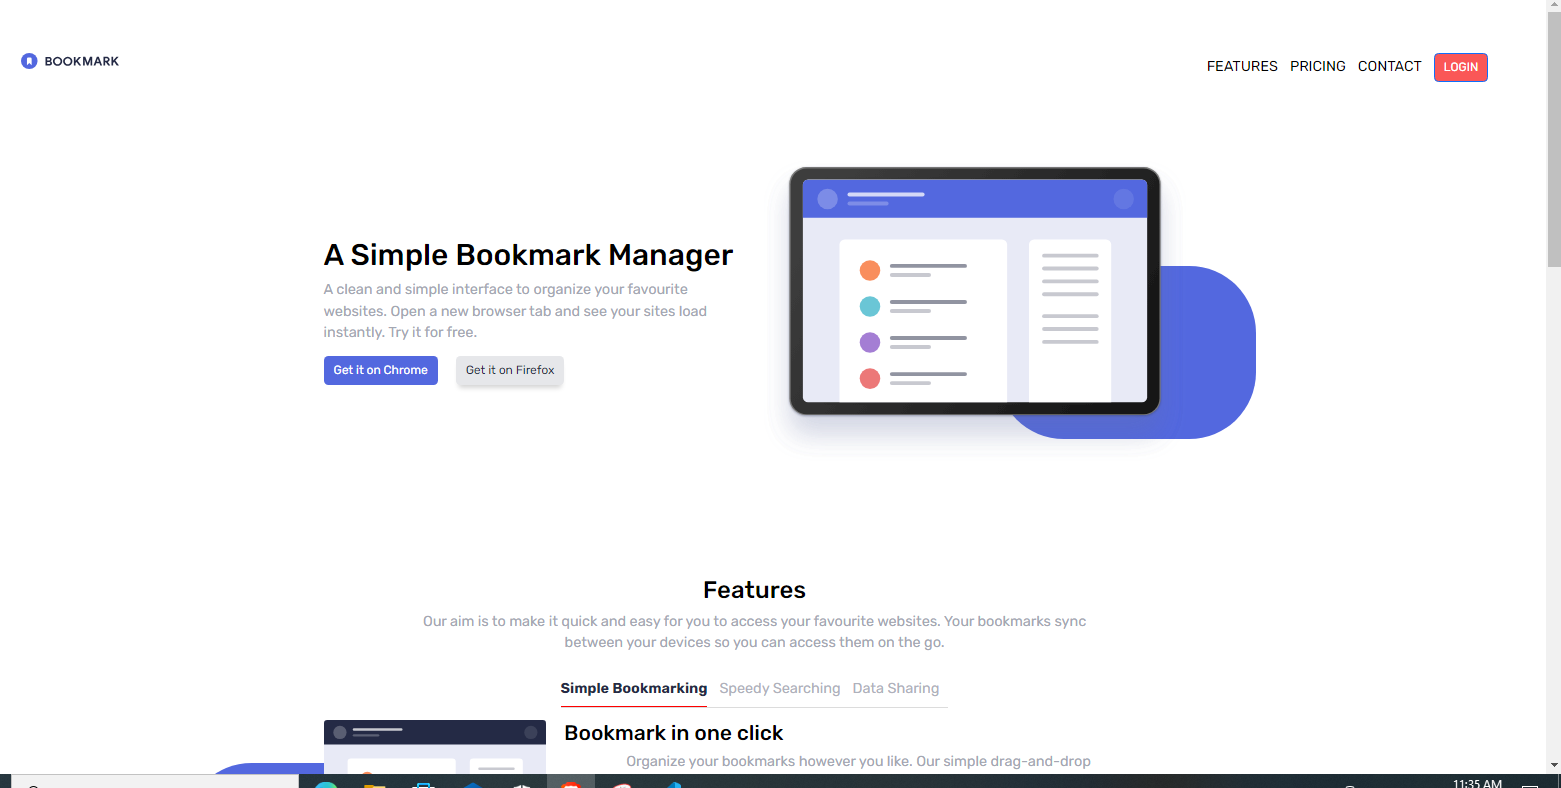 BOOKMARK
FEATURES PRICING CONTACT LOGIN
A Simple Bookmark Manager
A clean and simple interface to organize your favourite
websites. Open a new browser tab and see your sites load
instantly. Try it for free.
Get it on Chrome Get it on Firefox
Features
Our aim is to make it quick and easy for you to access your favourite websites. Your bookmarks sync
between your devices so you can access them on the go.
Simple Bookmarking Speedy Searching Data Sharing
Bookmark in one click
Organize your bookmarks however you like. Our simple drag-and-drop
11:35 AM